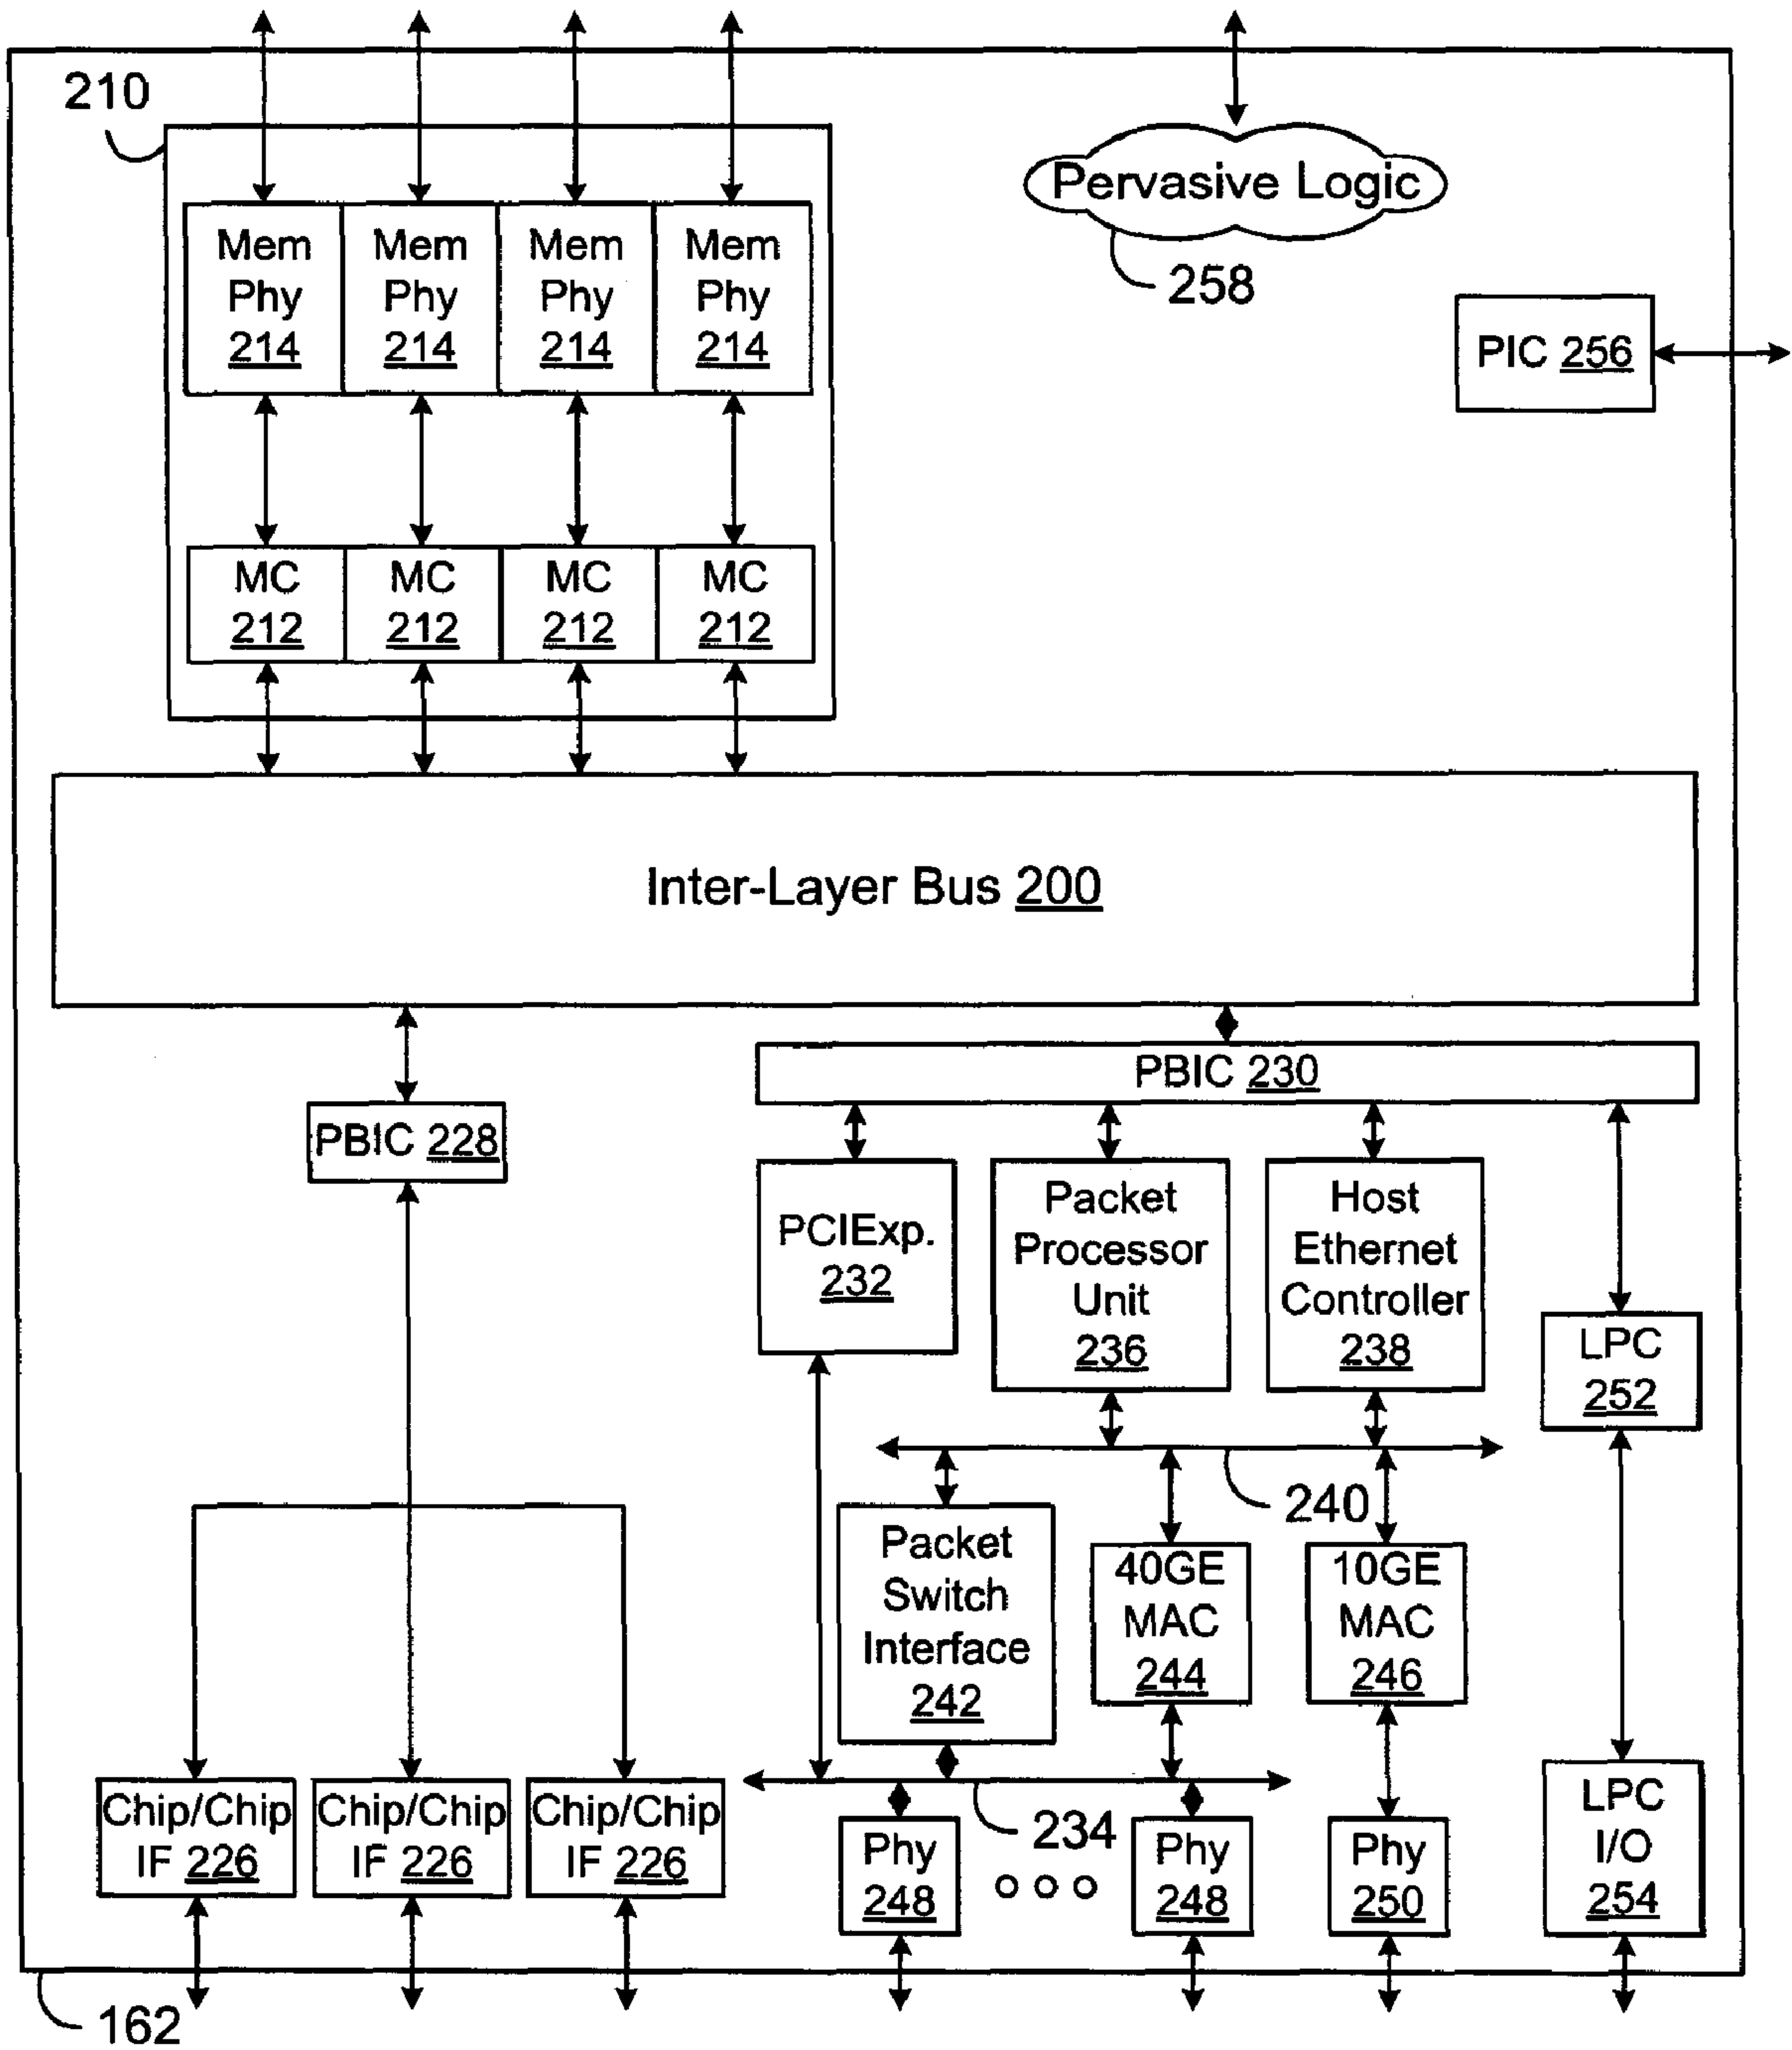 210
Mem
Phy
214
Mem
Phy
214
Mem
Phy
214
Mem
Phy
214
Pervasive Logic
258
PIC 256
MC
212
MC
212
MC
212
MC
212
Inter-Layer Bus 200
PBIC 230
PBIC 228
PCIExp.
232
Packet
Processor
Unit
236
Host
Ethernet
Controller
238
LPC
252
240
Packet
Switch
Interface
242
40GE
MAC
244
10GE
MAC
246
Chip/Chip
IF 226
Chip/Chip
IF 226
Chip/Chip
IF 226
234
Phy
248
Phy
248
Phy
250
LPC
I/O
254
162